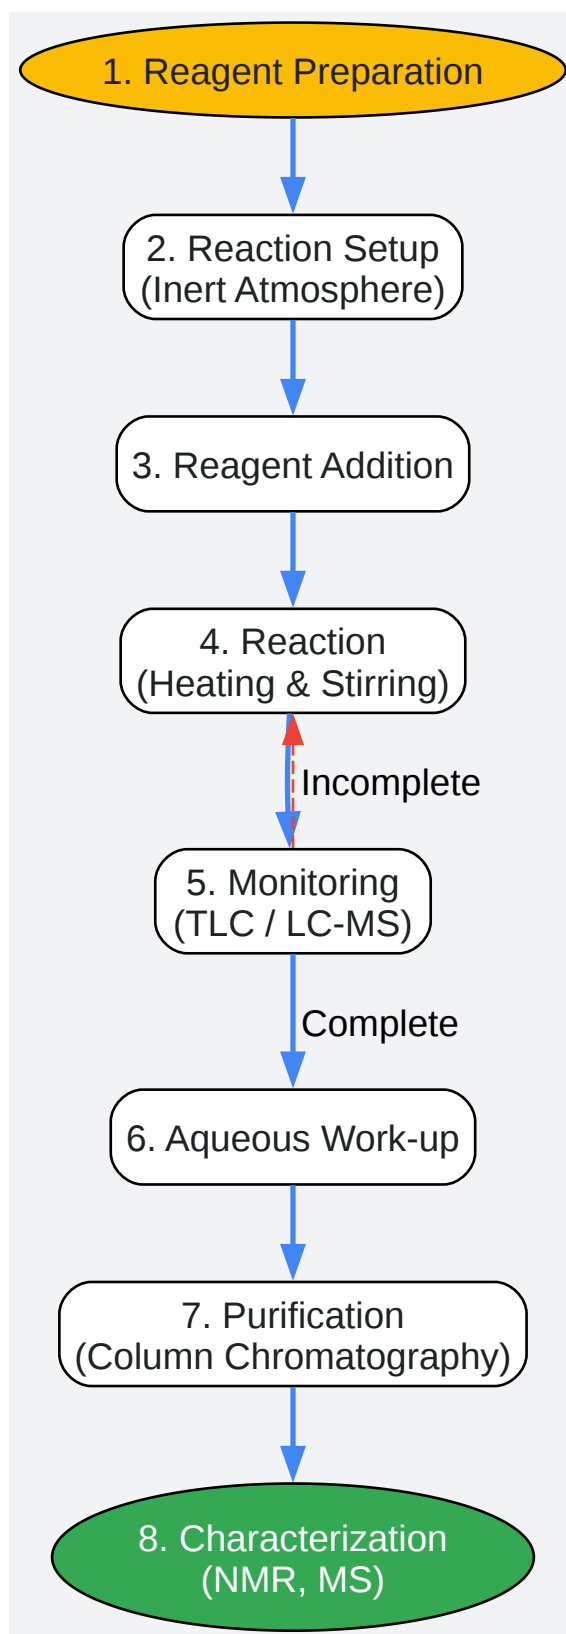 1. Reagent Preparation
2. Reaction Setup
(Inert Atmosphere)
3. Reagent Addition
4. Reaction
(Heating & Stirring)
Incomplete
5. Monitoring
(TLC / LC-MS)
Complete
6. Aqueous Work-up
7. Purification
(Column Chromatography)
8. Characterization
(NMR, MS)